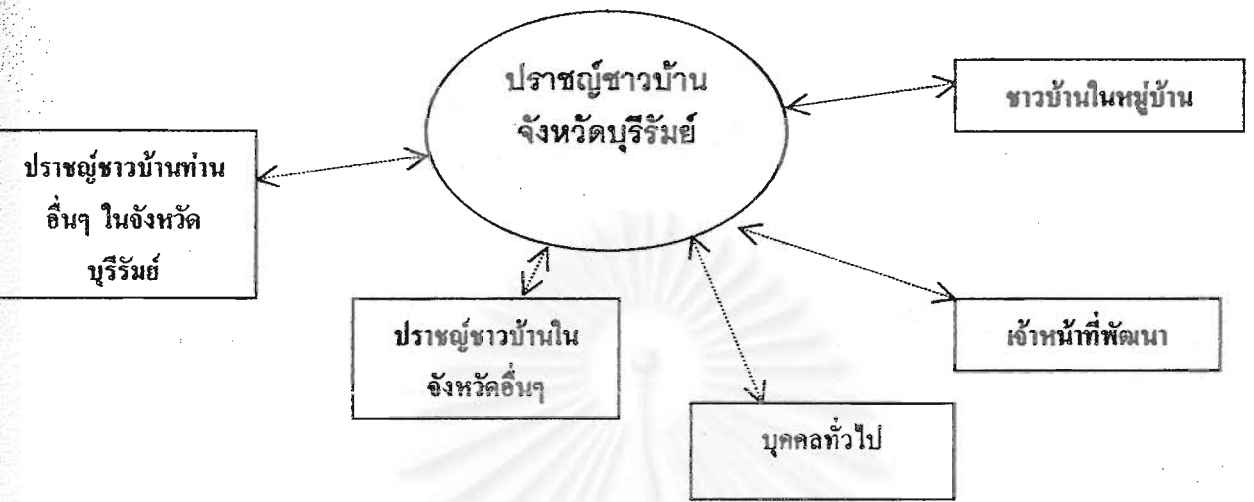 ปราชญ์ชาวบ้าน
จังหวัดบุรีรัมย์
ชาวบ้านในหมู่บ้าน
ปราชญ์ชาวบ้านท่าน
อื่นๆ ในจังหวัด
บุรีรัมย์
ปราชญ์ชาวบ้านใน
จังหวัดอื่นๆ
เจ้าหน้าที่พัฒนา
บุคคลทั่วไป